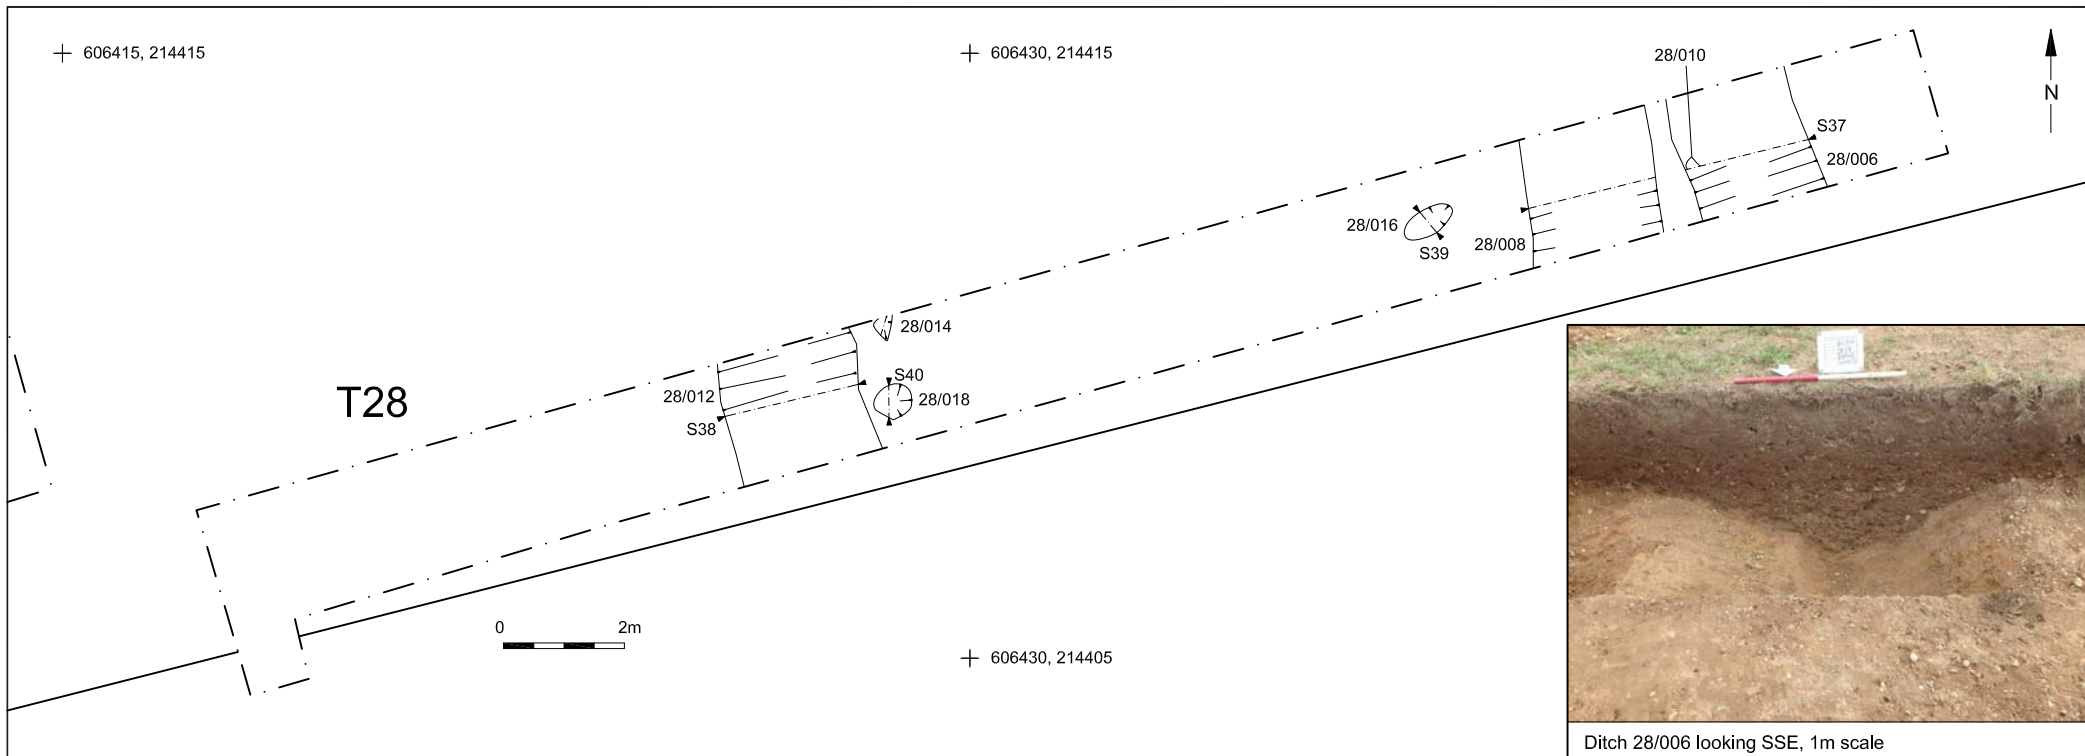 606415, 214415
606430, 214415
28/010
N
S37
28/006
28/016
S39
28/008
28/014
S40
28/018
28/012
S38
T28
0 2m
606430, 214405
Ditch 28/006 looking SSE, 1m scale